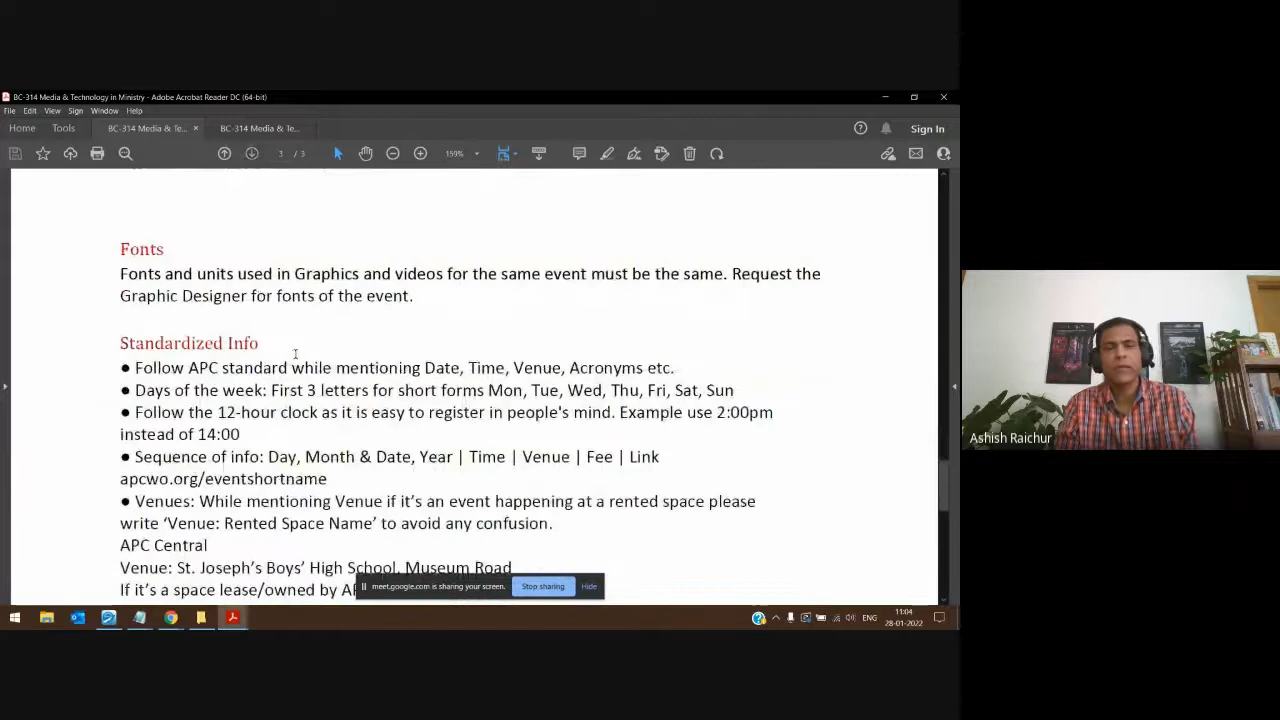 BC-314 Media & Technology in Ministry - Adobe Acrobat Reader DC (64-bit)
File Edit View Sign Window Help
Home Tools BC-314 Media & Te... × BC-314 Media & Te... Sign In
3 / 3 159%
Fonts
Fonts and units used in Graphics and videos for the same event must be the same. Request the
Graphic Designer for fonts of the event.
Standardized Info
● Follow APC standard while mentioning Date, Time, Venue, Acronyms etc.
● Days of the week: First 3 letters for short forms Mon, Tue, Wed, Thu, Fri, Sat, Sun
● Follow the 12-hour clock as it is easy to register in people's mind. Example use 2:00pm
instead of 14:00
● Sequence of info: Day, Month & Date, Year | Time | Venue | Fee | Link
apcwo.org/eventshortname
● Venues: While mentioning Venue if it’s an event happening at a rented space please
write ‘Venue: Rented Space Name’ to avoid any confusion.
APC Central
Venue: St. Joseph’s Boys’ High School, Museum Road
If it’s a space lease/owned by
meet.google.com is sharing your screen. Stop sharing Hide
Ashish Raichur
ENG 11:04
28-01-2022